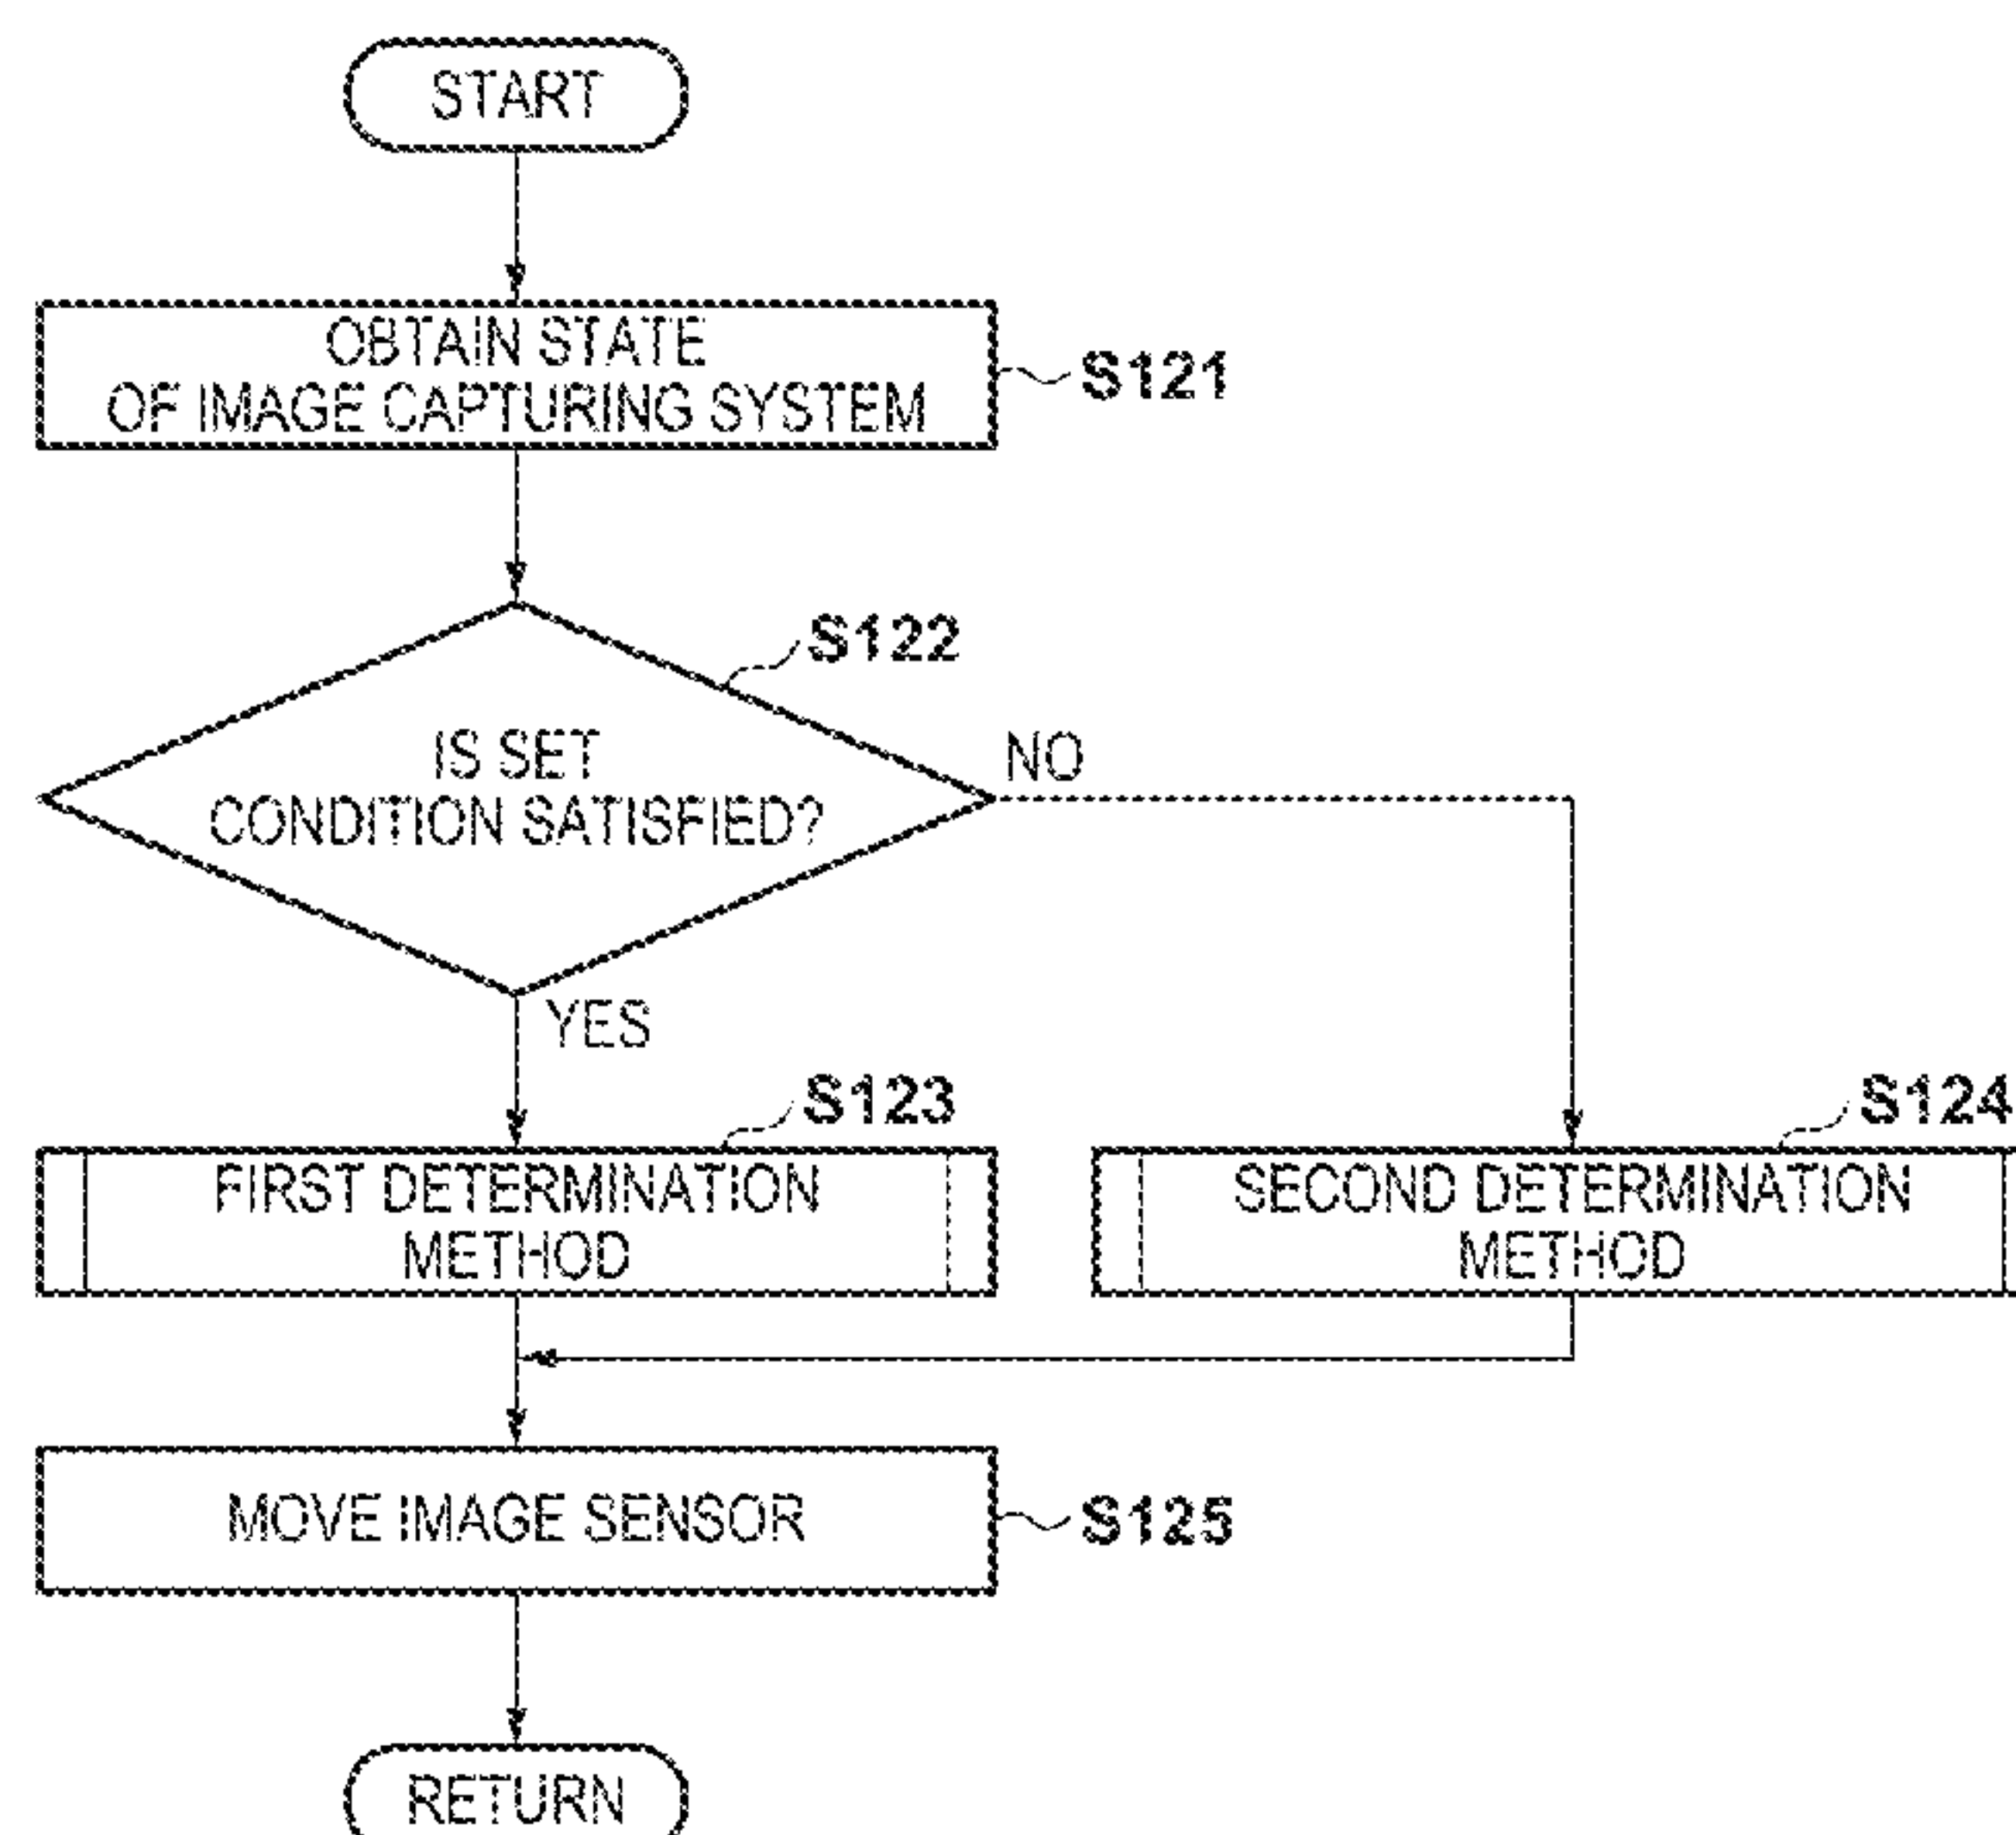 START
OBTAIN STATE
OF IMAGE CAPTURING SYSTEM
S121
S122
IS SET
CONDITION SATISFIED?
NO
YES
S123
FIRST DETERMINATION
METHOD
S124
SECOND DETERMINATION
METHOD
MOVE IMAGE SENSOR
S125
RETURN